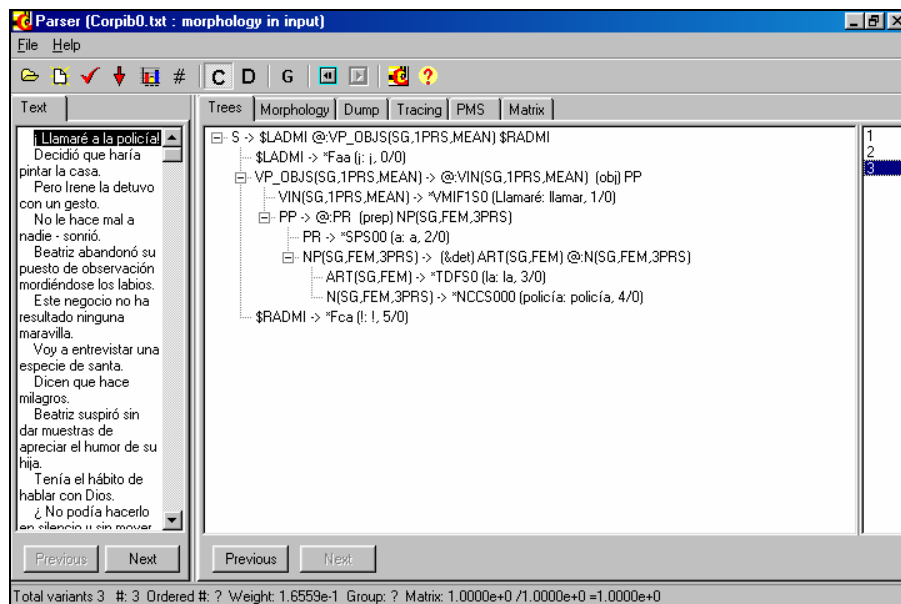 Parser (Corpib0.txt : morphology in input)
File Help
# C D G ?
Text
¡ Llamaré a la policía!
Decidió que haría
pintar la casa.
Pero Irene la detuvo
con un gesto.
No le hace mal a
nadie - sonrió.
Beatriz abandonó su
puesto de observación
mordiéndose los labios.
Este negocio no ha
resultado ninguna
maravilla.
Voy a entrevistar una
especie de santa.
Dicen que hace
milagros.
Beatriz suspiró sin
dar muestras de
apreciar el humor de su
hija.
Tenía el hábito de
hablar con Dios.
¿ No podía hacerlo
en silencio y sin mover
Previous Next
Trees Morphology Dump Tracing PMS Matrix
S -> $LADMI @:VP_OBJS(SG,1PRS,MEAN) $RADMI
$LADMI -> *Faa (¡: ¡, 0/0)
VP_OBJS(SG,1PRS,MEAN) -> @:VIN(SG,1PRS,MEAN) (obj) PP
VIN(SG,1PRS,MEAN) -> *VMIF1S0 (Llamaré: llamar, 1/0)
PP -> @:PR (prep) NP(SG,FEM,3PRS)
PR -> *SPS00 (a: a, 2/0)
NP(SG,FEM,3PRS) -> (&det) ART(SG,FEM) @:N(SG,FEM,3PRS)
ART(SG,FEM) -> *TDFS0 (la: la, 3/0)
N(SG,FEM,3PRS) -> *NCCS000 (policía: policía, 4/0)
$RADMI -> *Fca (!: !, 5/0)
Previous Next
1
2
3
Total variants 3 #: 3 Ordered #: ? Weight: 1.6559e-1 Group: ? Matrix: 1.0000e+0 /1.0000e+0 =1.0000e+0